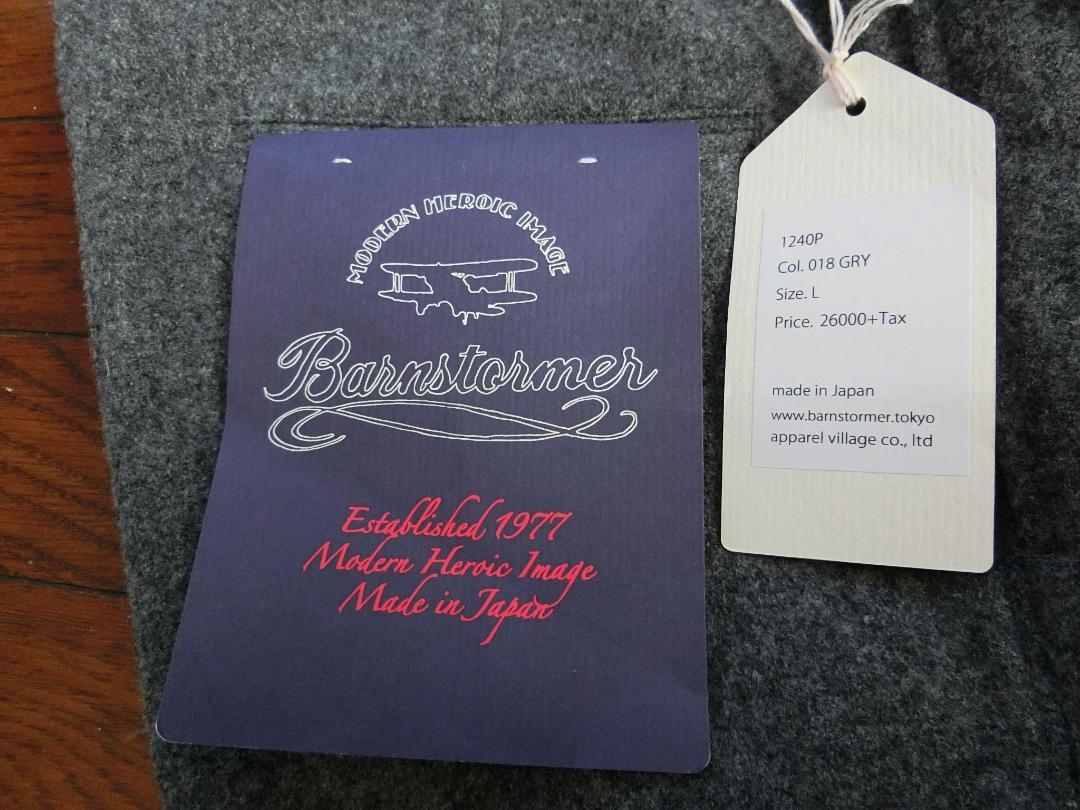 MODERN HEROIC IMAGE
Barnstormer
Established 1977
Modern Heroic Image
Made in Japan
1240P
Col. 018 GRY
Size. L
Price. 26000+Tax
made in Japan
www.barnstormer.tokyo
apparel village co., ltd